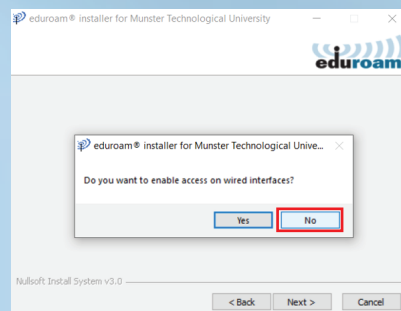 eduroam® installer for Munster Technological University
eduroam
eduroam® installer for Munster Technological Unive...
Do you want to enable access on wired interfaces?
Yes
No
Nullsoft Install System v3.0
< Back
Next >
Cancel